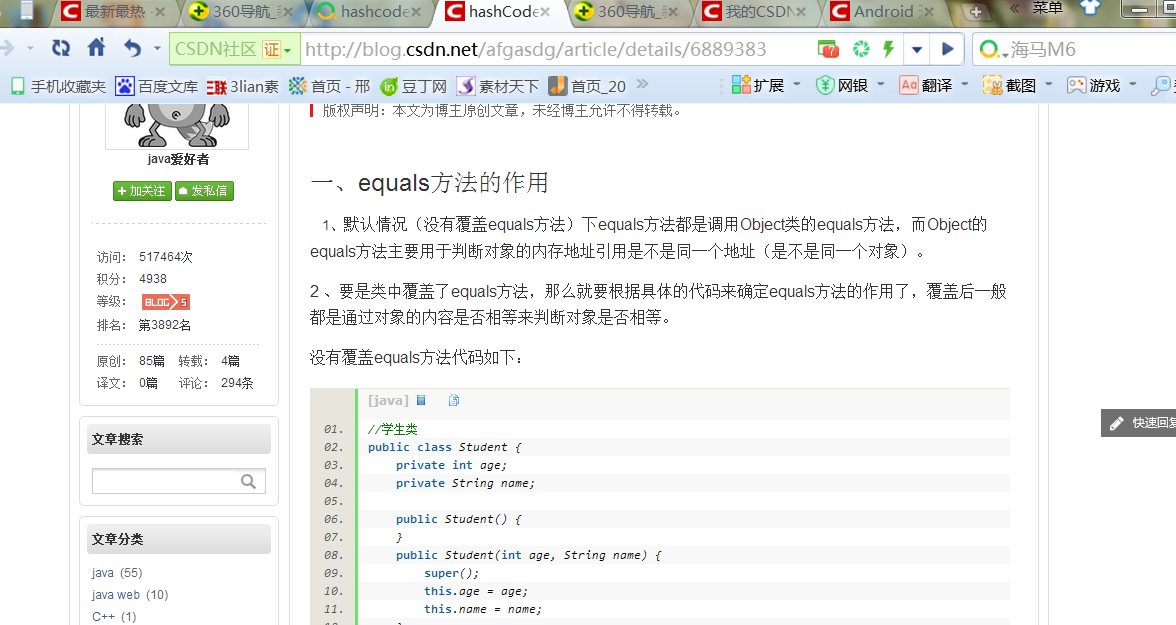 最新最热
360导航_
hashcode
hashCode
360导航_
我的CSDN
Android
菜单
CSDN社区 证
http://blog.csdn.net/afgasdg/article/details/6889383
海马M6
手机收藏夹
百度文库
3lian素
首页 - 邢
豆丁网
素材天下
首页_20
扩展
网银
翻译
截图
游戏
版权声明：本文为博主原创文章，未经博主允许不得转载。
java爱好者
+加关注
发私信
访问： 517464次
积分： 4938
等级： BLOG 5
排名： 第3892名
原创： 85篇 转载： 4篇
译文： 0篇 评论： 294条
文章搜索
文章分类
java (55)
java web (10)
C++ (1)
一、equals方法的作用
1、默认情况（没有覆盖equals方法）下equals方法都是调用Object类的equals方法，而Object的
equals方法主要用于判断对象的内存地址引用是不是同一个地址（是不是同一个对象）。
2 、要是类中覆盖了equals方法，那么就要根据具体的代码来确定equals方法的作用了，覆盖后一般
都是通过对象的内容是否相等来判断对象是否相等。
没有覆盖equals方法代码如下：
[java]
01. //学生类
02. public class Student {
03. private int age;
04. private String name;
05.
06. public Student() {
07. }
08. public Student(int age, String name) {
09. super();
10. this.age = age;
11. this.name = name;
快速回复